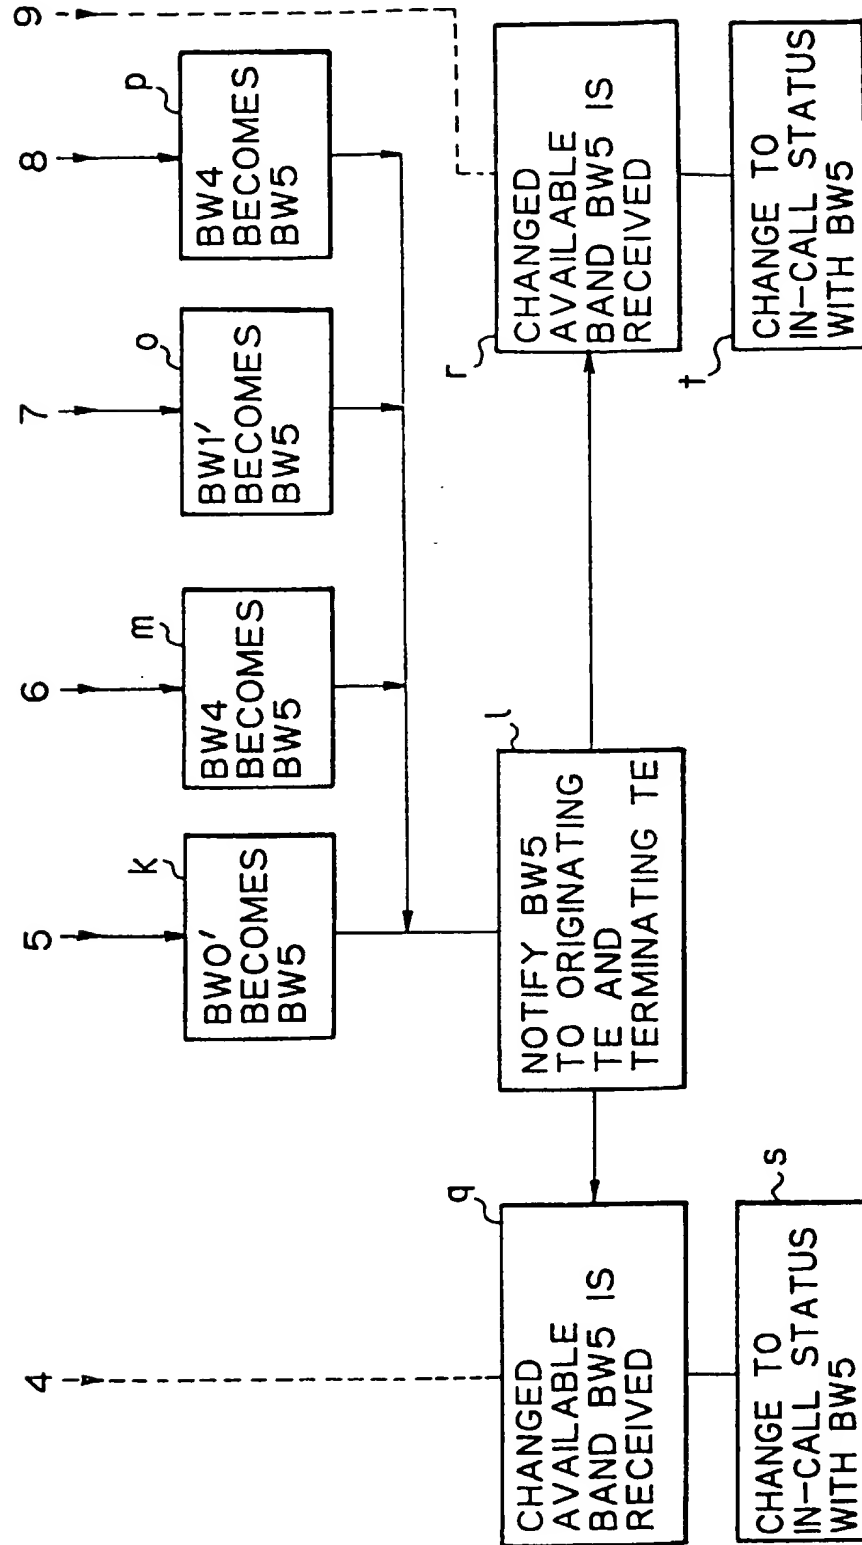 4
5
6
7
8
9
k
BW0'
BECOMES
BW5
m
BW4
BECOMES
BW5
o
BW1'
BECOMES
BW5
p
BW4
BECOMES
BW5
q
CHANGED
AVAILABLE
BAND BW5 IS
RECEIVED
l
NOTIFY BW5
TO ORIGINATING
TE AND
TERMINATING TE
r
CHANGED
AVAILABLE
BAND BW5 IS
RECEIVED
s
CHANGE TO
IN-CALL STATUS
WITH BW5
t
CHANGE TO
IN-CALL STATUS
WITH BW5